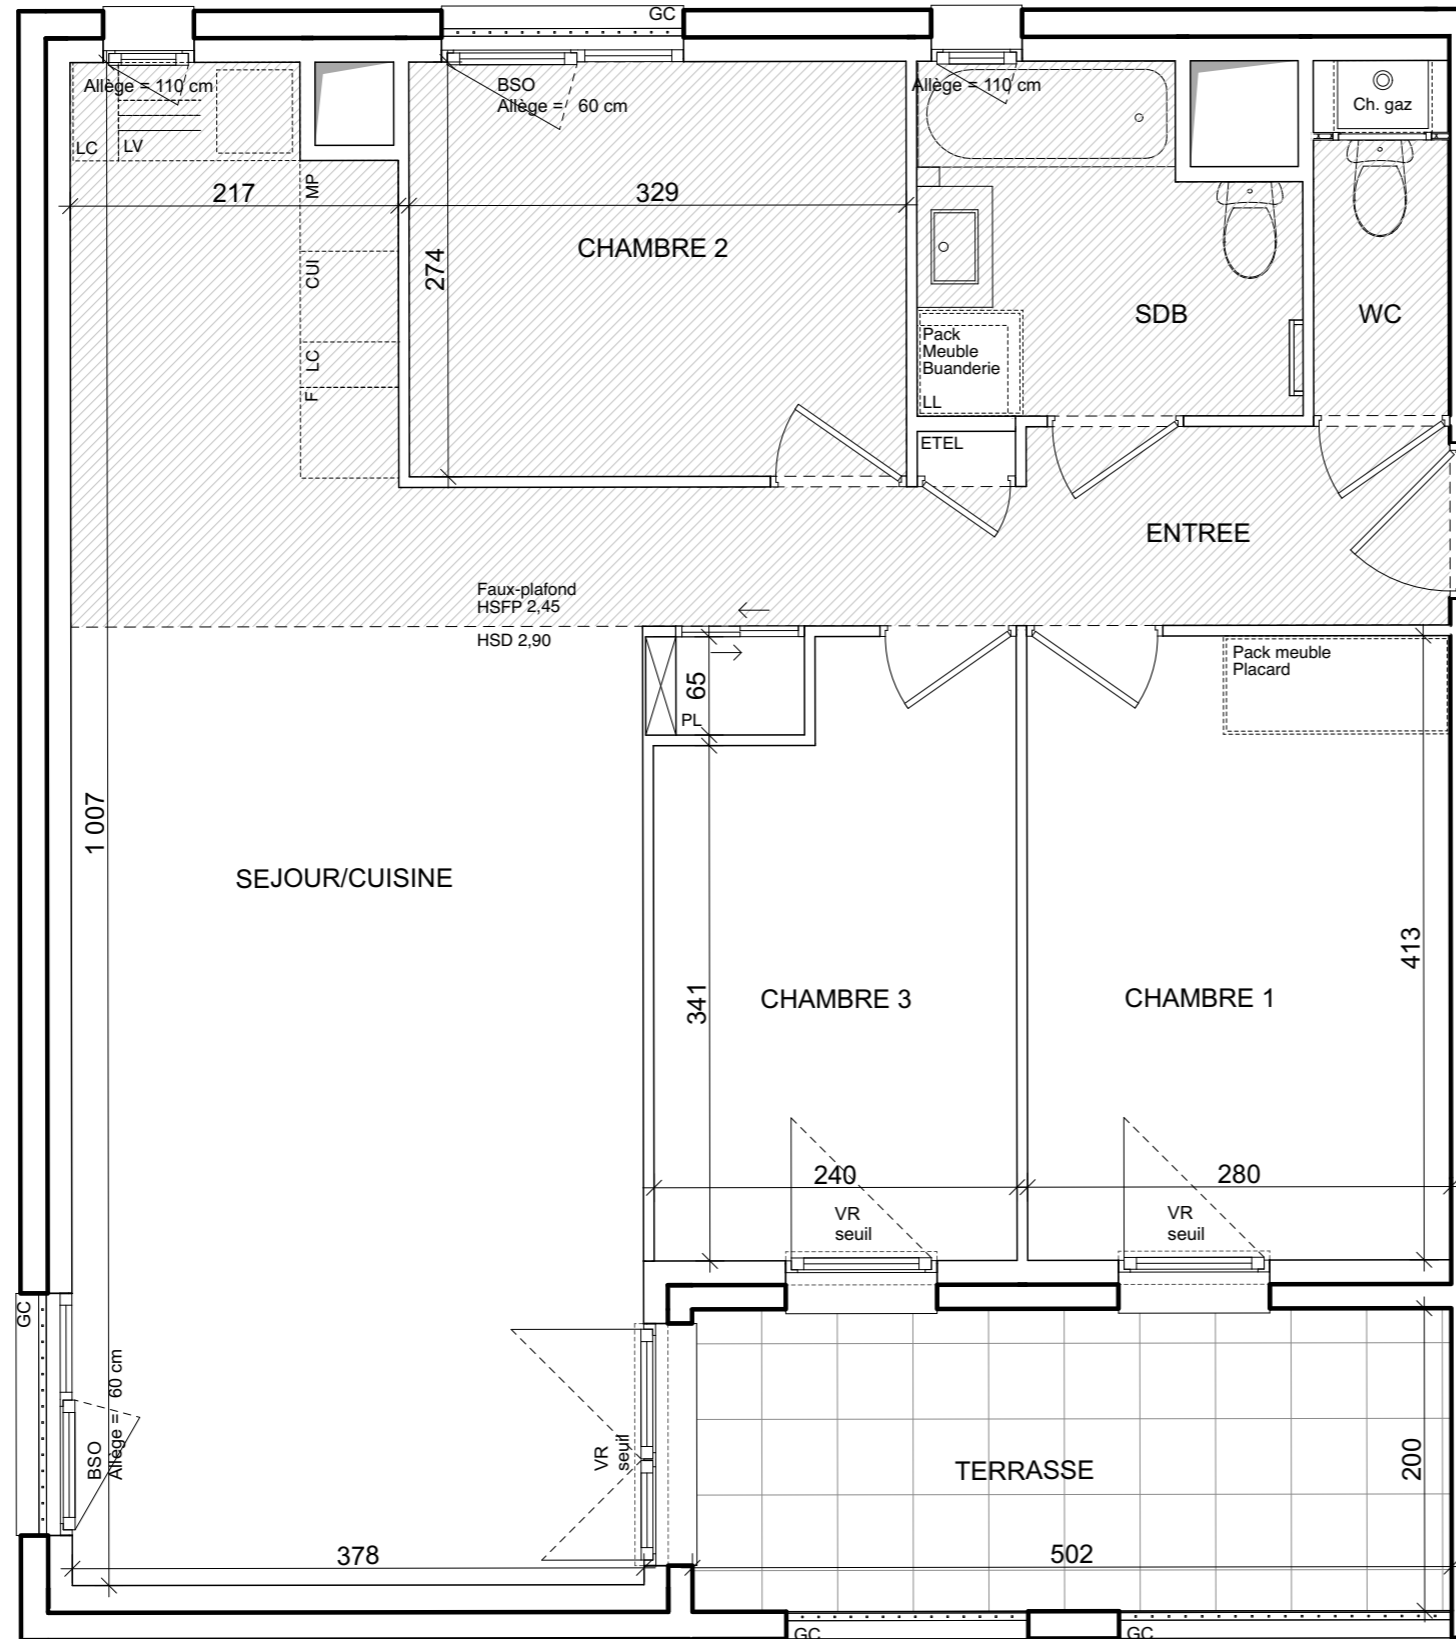 GC
Allège = 110 cm
BSO
Allège = 60 cm
Allège = 110 cm
Ch. gaz
LC
LV
MP
217
329
CHAMBRE 2
274
CUI
SDB
WC
Pack
Meuble
Buanderie
LL
LC
F
ETEL
ENTREE
Faux-plafond
HSFP 2,45
HSD 2,90
Pack meuble
Placard
65
PL
1 007
SEJOUR/CUISINE
413
341
CHAMBRE 3
CHAMBRE 1
240
280
VR
seuil
VR
seuil
GC
BSO
Allège = 60 cm
VR
seuil
TERRASSE
200
378
502
GC
GC